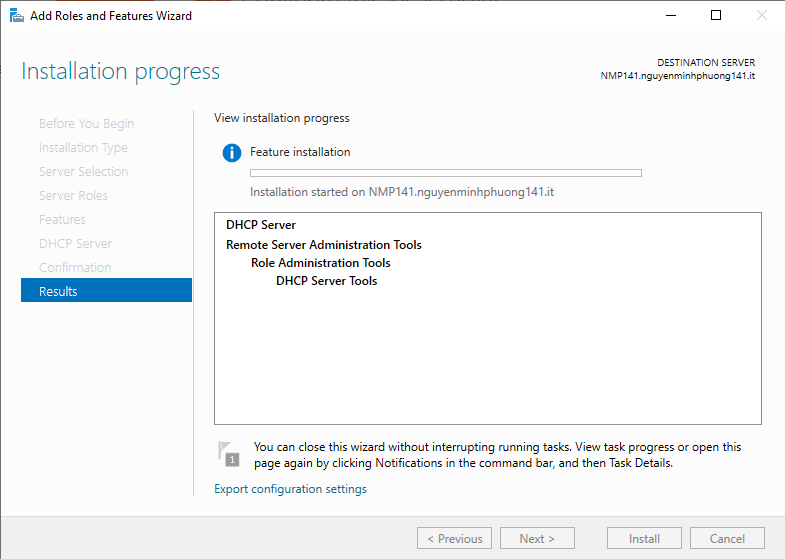 Add Roles and Features Wizard
Installation progress
DESTINATION SERVER
NMP141.nguyenminhphuong141.it
Before You Begin
Installation Type
Server Selection
Server Roles
Features
DHCP Server
Confirmation
Results
View installation progress
Feature installation
Installation started on NMP141.nguyenminhphuong141.it
DHCP Server
Remote Server Administration Tools
Role Administration Tools
DHCP Server Tools
1
You can close this wizard without interrupting running tasks. View task progress or open this
page again by clicking Notifications in the command bar, and then Task Details.
Export configuration settings
< Previous
Next >
Install
Cancel